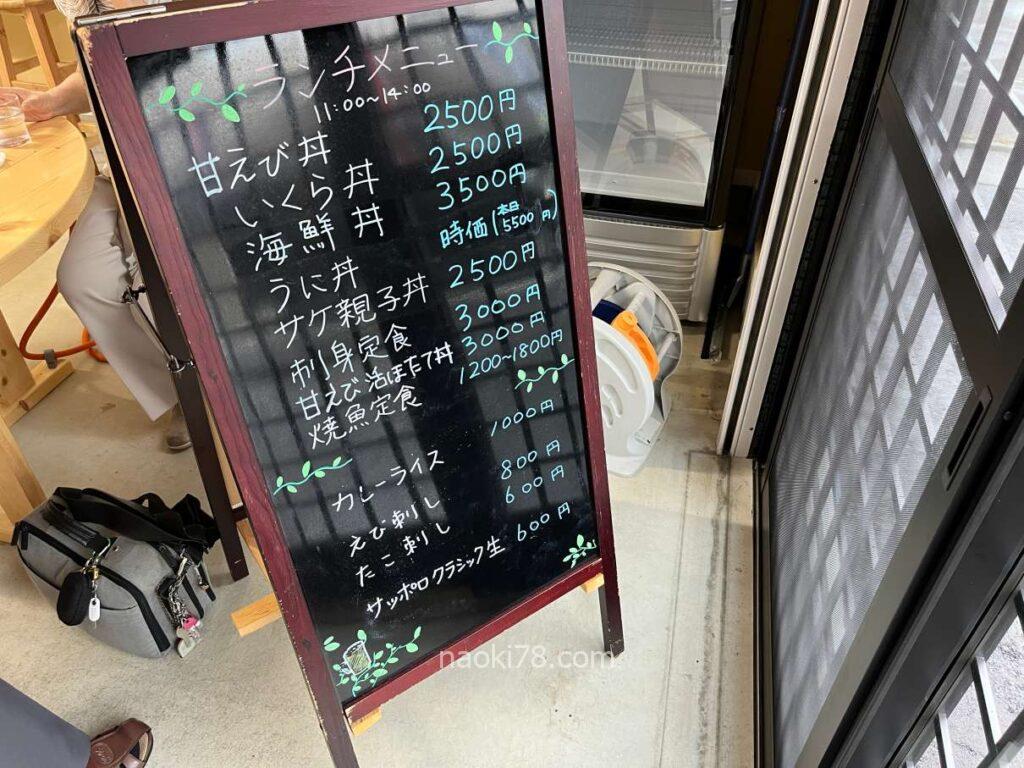 ランチメニュー
11:00～14:00
甘えび丼 2500円
いくら丼 2500円
海鮮丼 3500円
うに丼 時価(本日5500円)
サケ親子丼 2500円
刺身定食 3000円
甘えび活ほたて丼 3000円
焼魚定食 1200～1800円
カレーライス 1000円
えび刺し 800円
たこ刺し 600円
サッポロクラシック生 600円
naoki78.com